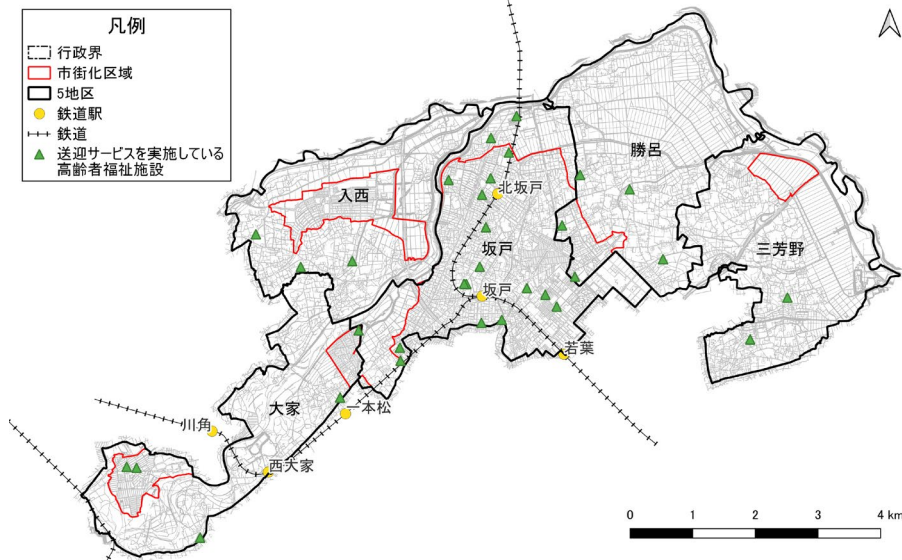 凡例
行政界
市街化区域
5地区
鉄道駅
鉄道
送迎サービスを実施している
高齢者福祉施設
勝呂
入西
北坂戸
坂戸
三芳野
坂戸
若葉
大家
一本松
川角
西大家
0 1 2 3 4 km